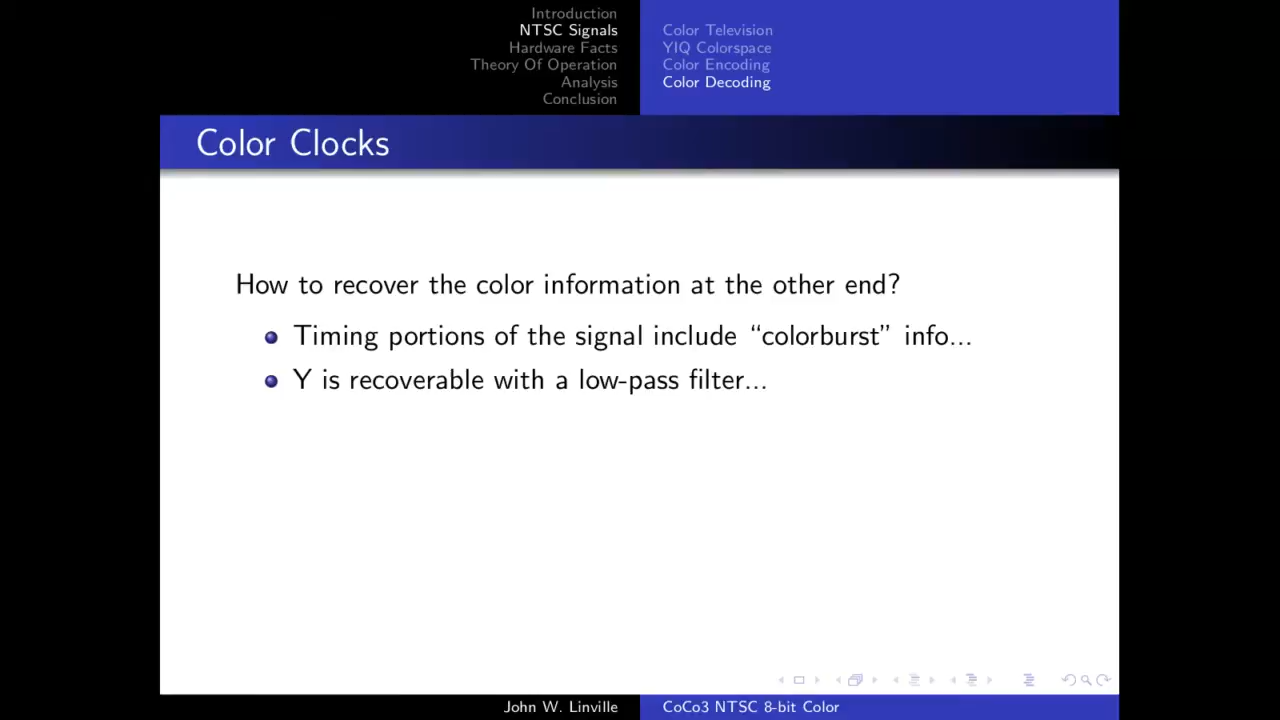 Introduction
NTSC Signals
Hardware Facts
Theory Of Operation
Analysis
Conclusion
Color Television
YIQ Colorspace
Color Encoding
Color Decoding
Color Clocks
How to recover the color information at the other end?
Timing portions of the signal include “colorburst” info...
Y is recoverable with a low-pass filter...
John W. Linville
CoCo3 NTSC 8-bit Color